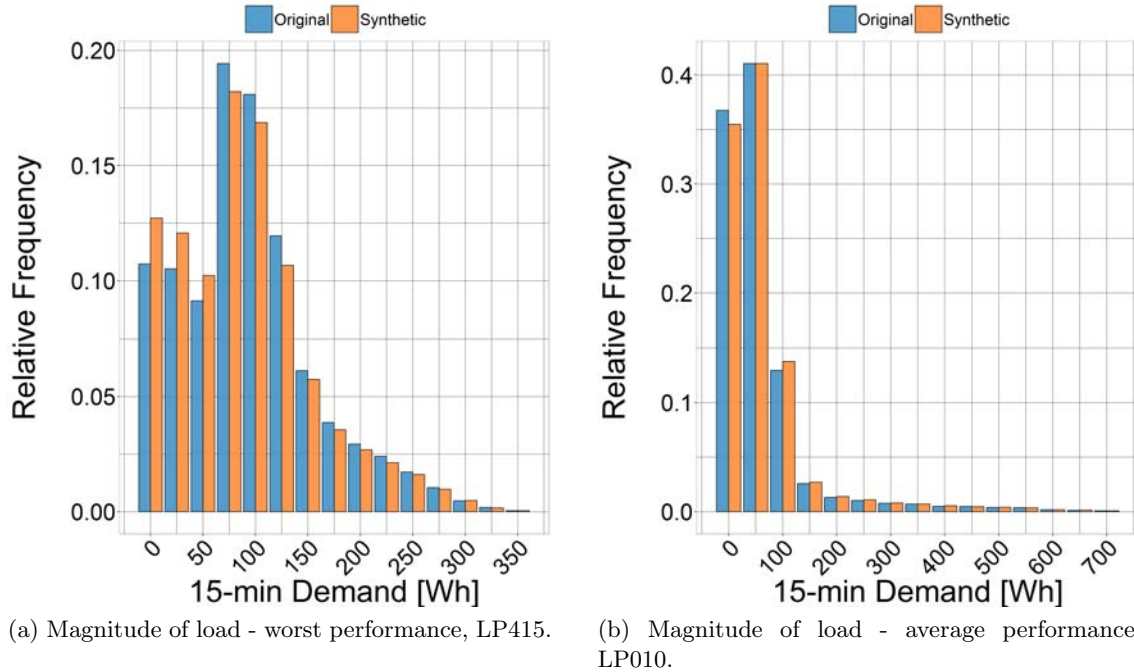 Original Synthetic
0.20
0.15
0.10
0.05
0.00
Relative Frequency
0 50 100 150 200 250 300 350
15-min Demand [Wh]
(a) Magnitude of load - worst performance, LP415.
Original Synthetic
0.4
0.3
0.2
0.1
0.0
Relative Frequency
0 100 200 300 400 500 600 700
15-min Demand [Wh]
(b) Magnitude of load - average performance
LP010.